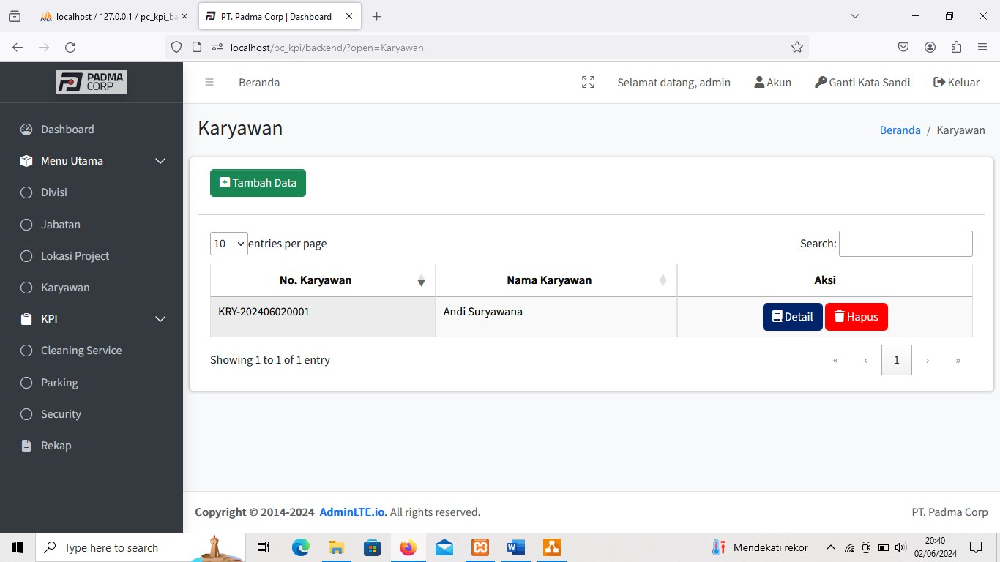 localhost / 127.0.0.1 / pc_kpi_ba
PT. Padma Corp | Dashboard
localhost/pc_kpi/backend/?open=Karyawan
PADMA
CORP
Beranda
Selamat datang, admin
Akun
Ganti Kata Sandi
Keluar
Dashboard
Menu Utama
Divisi
Jabatan
Lokasi Project
Karyawan
KPI
Cleaning Service
Parking
Security
Rekap
Karyawan
Beranda / Karyawan
Tambah Data
10 entries per page
Search:
No. Karyawan
Nama Karyawan
Aksi
KRY-202406020001
Andi Suryawana
Detail
Hapus
Showing 1 to 1 of 1 entry
« ‹ 1 › »
Copyright © 2014-2024 AdminLTE.io. All rights reserved.
PT. Padma Corp
Type here to search
Mendekati rekor
20:40
02/06/2024